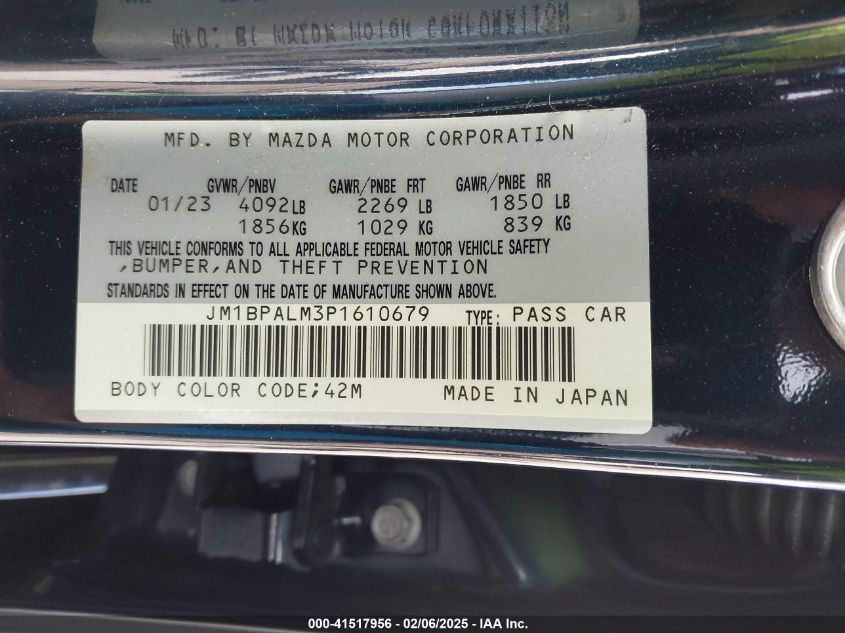 MFD. BY MAZDA MOTOR CORPORATION
DATE GVWR/PNBV GAWR/PNBE FRT GAWR/PNBE RR
01/23 4092LB 2269 LB 1850 LB
1856KG 1029 KG 839 KG
THIS VEHICLE CONFORMS TO ALL APPLICABLE FEDERAL MOTOR VEHICLE SAFETY
,BUMPER,AND THEFT PREVENTION
STANDARDS IN EFFECT ON THE DATE OF MANUFACTURE SHOWN ABOVE.
JM1BPALM3P1610679 TYPE: PASS CAR
BODY COLOR CODE;42M MADE IN JAPAN
000-41517956 - 02/06/2025 - IAA Inc.